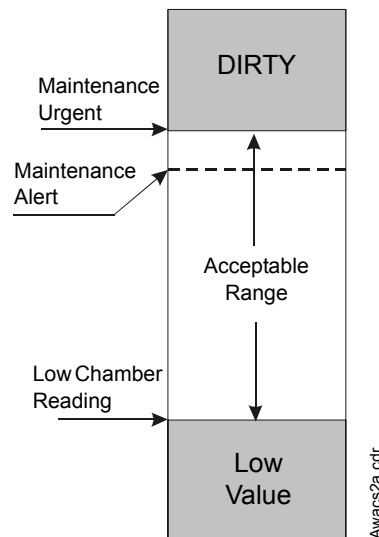 DIRTY
Maintenance
Urgent
Maintenance
Alert
Acceptable
Range
Low Chamber
Reading
Low
Value
Awacs2a.cdr